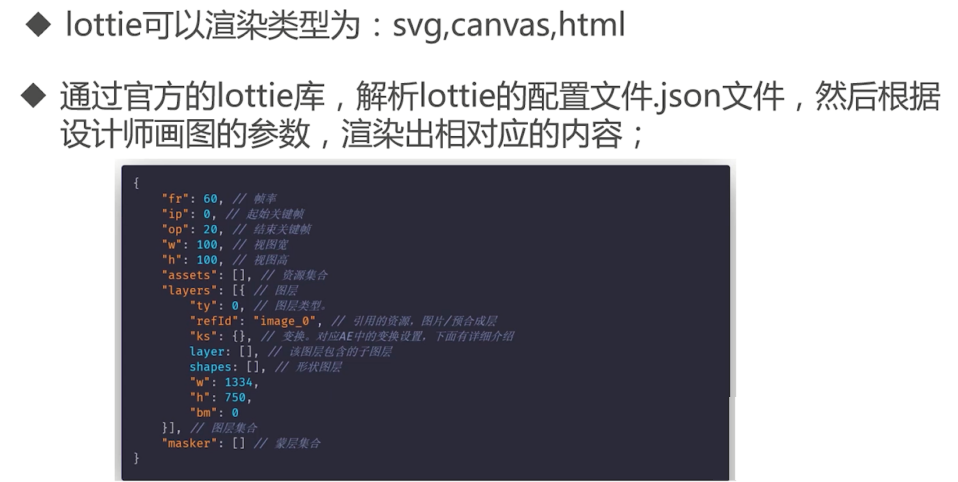 ◆ lottie可以渲染类型为：svg,canvas,html
◆ 通过官方的lottie库，解析lottie的配置文件.json文件，然后根据
设计师画图的参数，渲染出相对应的内容；
{
    "fr": 60, // 帧率
    "ip": 0, // 起始关键帧
    "op": 20, // 结束关键帧
    "w": 100, // 视图宽
    "h": 100, // 视图高
    "assets": [], // 资源集合
    "layers": [{ // 图层
        "ty": 0, // 图层类型。
        "refId": "image_0", // 引用的资源，图片/预合成层
        "ks": {}, // 变换。对应AE中的变换设置，下面有详细介绍
        layer: [], // 该图层包含的子图层
        shapes: [], // 形状图层
        "w": 1334,
        "h": 750,
        "bm": 0
    }], // 图层集合
    "masker": [] // 蒙层集合
}